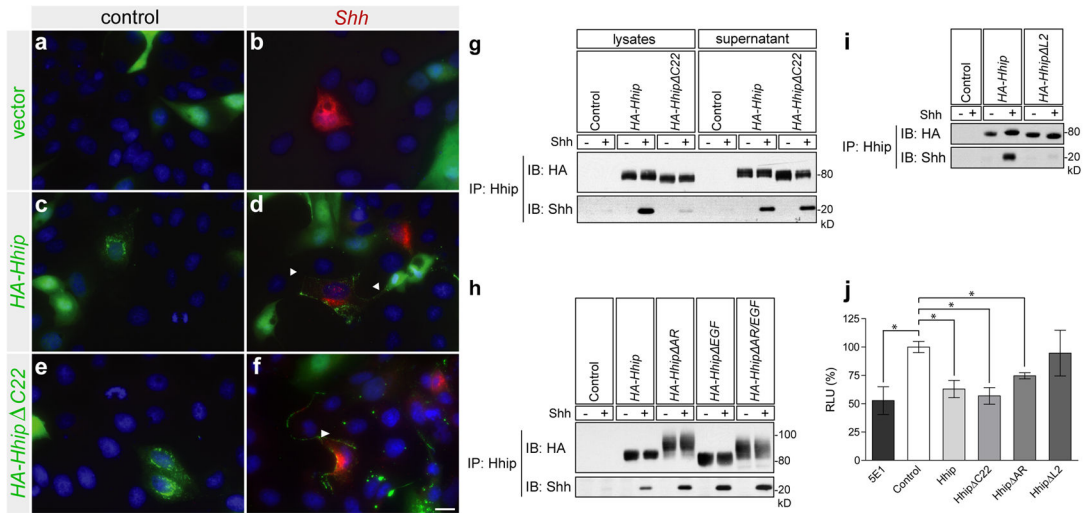 control
Shh
vector
HA-Hhip
HA-HhipΔC22
a
b
c
d
e
f
g
lysates
supernatant
Control
HA-Hhip
HA-HhipΔC22
Control
HA-Hhip
HA-HhipΔC22
Shh - + - + - + - + - + - +
IP: Hhip
IB: HA
-80
IB: Shh
-20
kD
h
Control
HA-Hhip
HA-HhipΔAR
HA-HhipΔEGF
HA-HhipΔAR/EGF
Shh - + - + - + - + - +
IP: Hhip
IB: HA
100
80
IB: Shh
20
kD
i
Control
HA-Hhip
HA-HhipΔL2
Shh - + - + - +
IP: Hhip
IB: HA
80
IB: Shh
20
kD
j
RLU (%)
125
100
75
50
25
0
* * * *
5E1
Control
Hhip
HhipΔC22
HhipΔAR
HhipΔL2